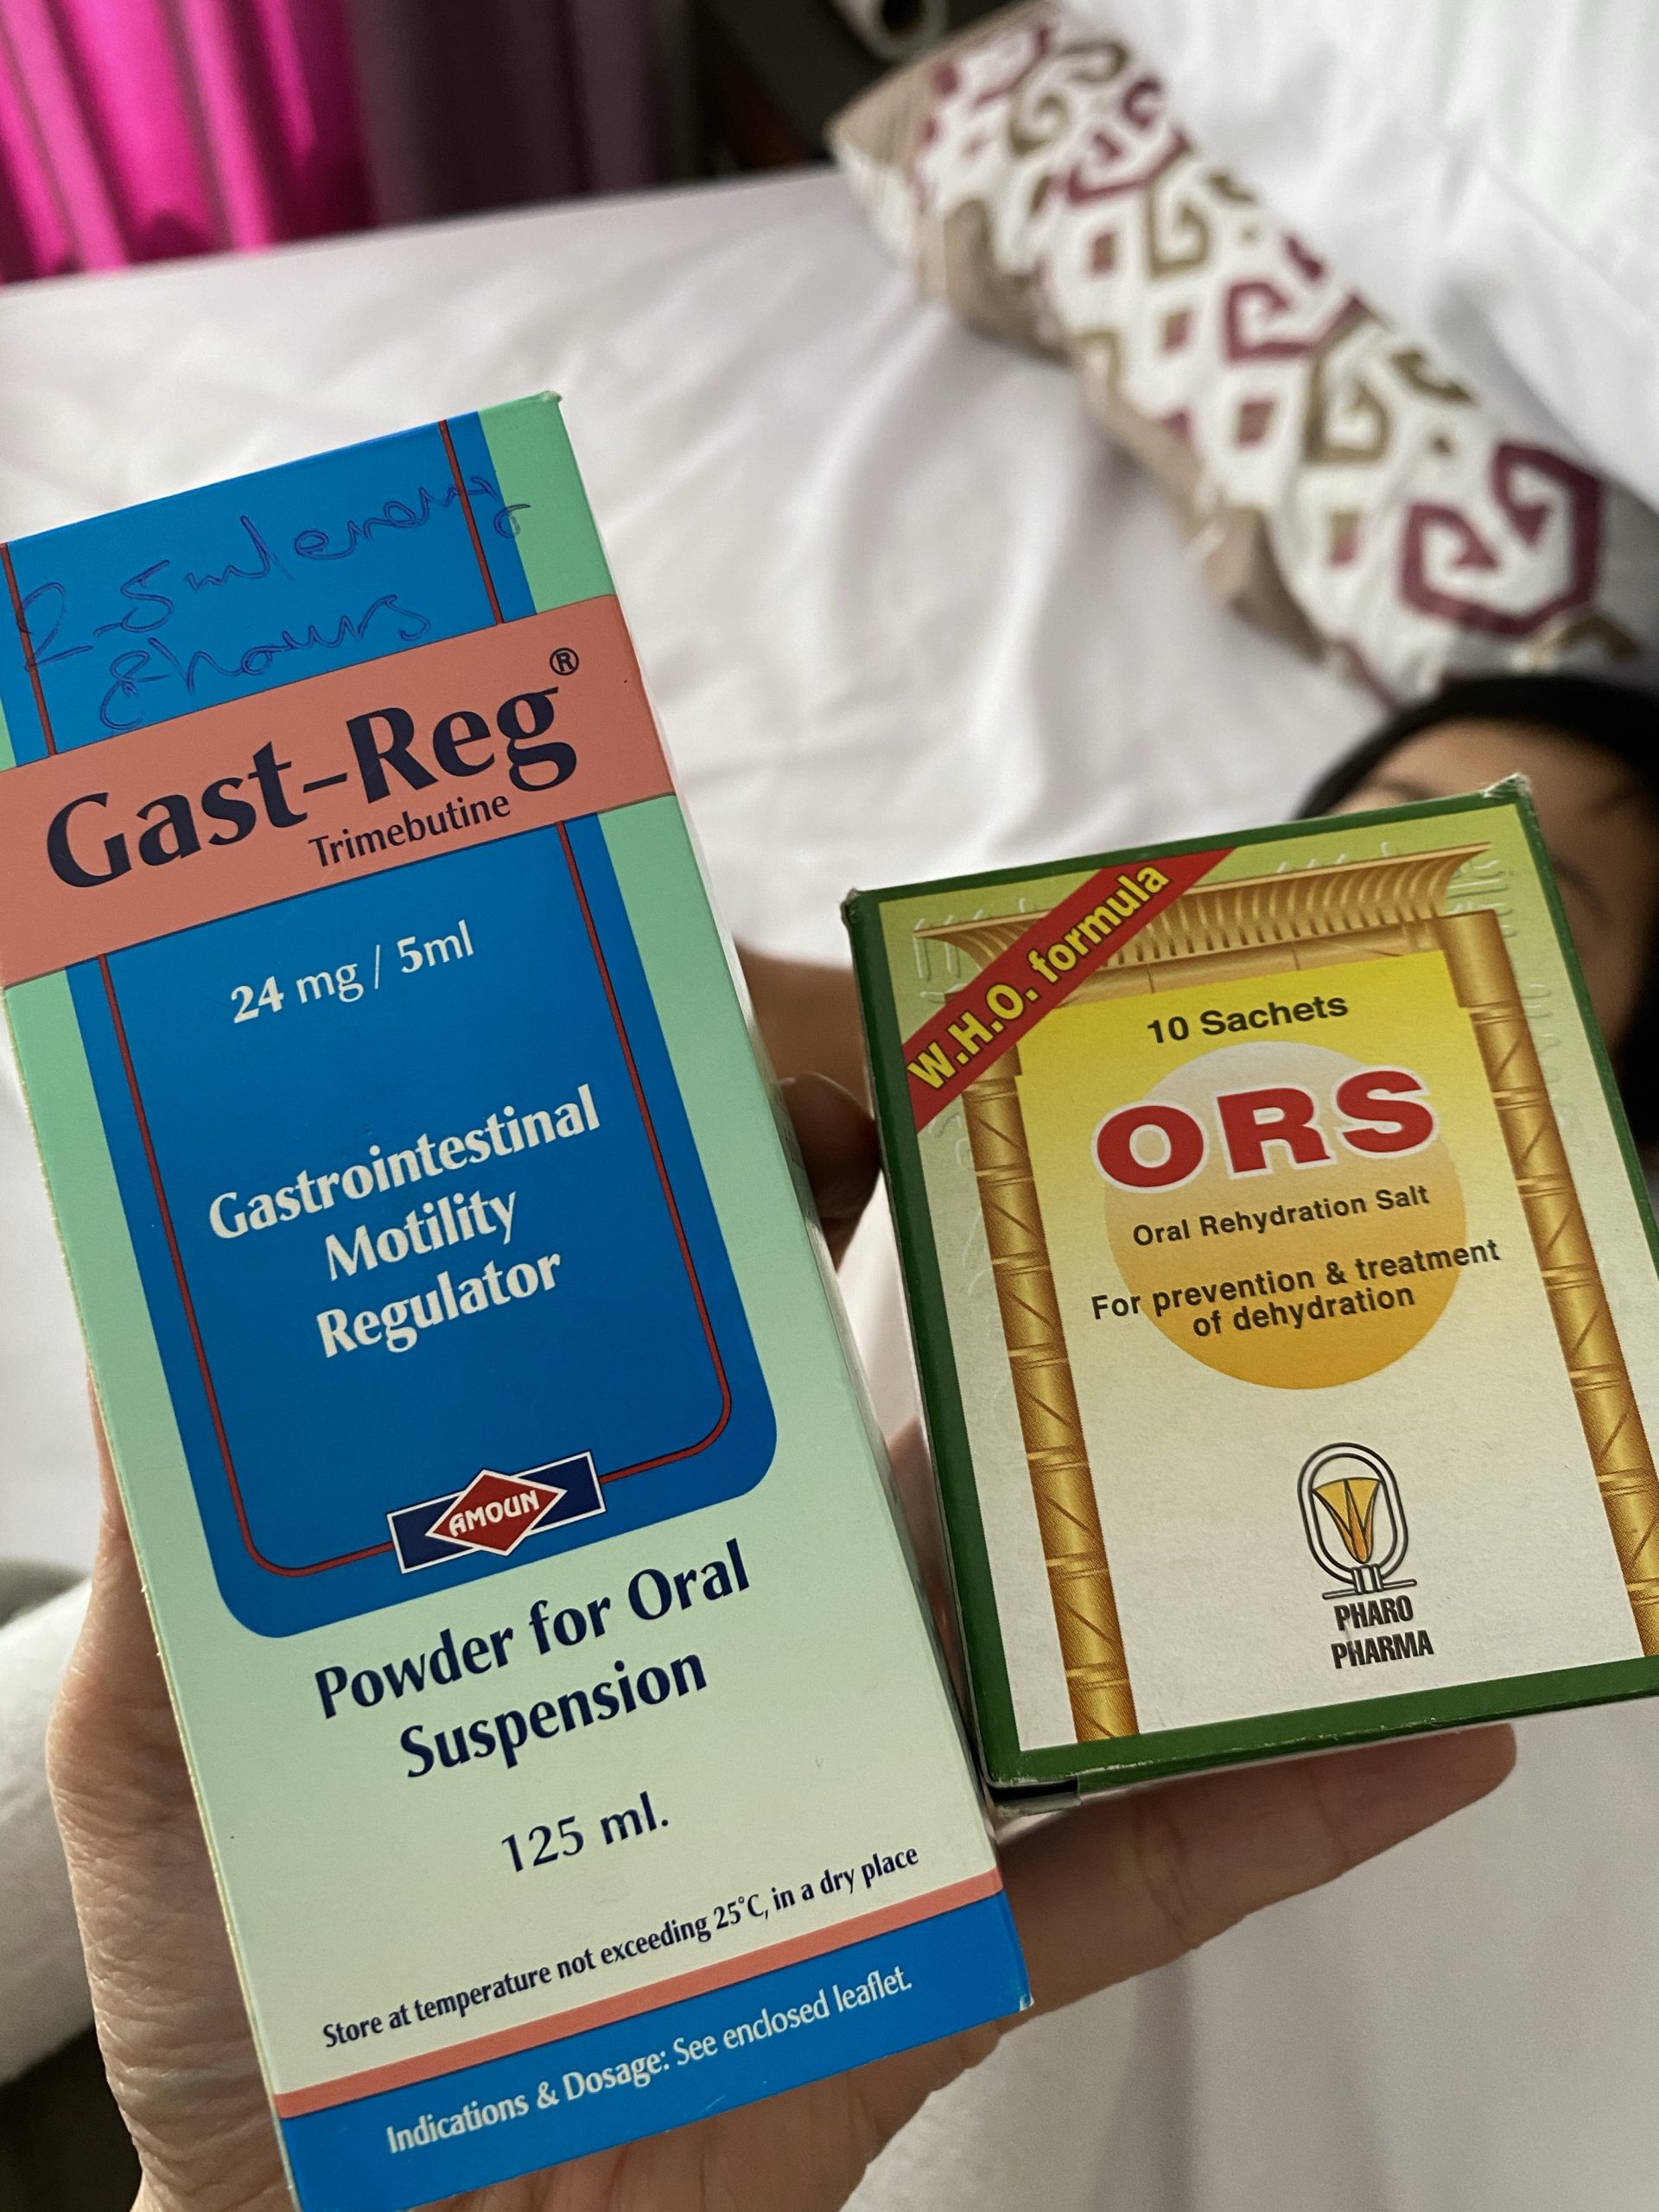 2-5ml every
8hours
Gast-Reg®
Trimebutine
24 mg / 5ml
Gastrointestinal
Motility
Regulator
AMOUN
Powder for Oral
Suspension
125 ml.
Store at temperature not exceeding 25°C, in a dry place
Indications & Dosage: See enclosed leaflet.
W.H.O. formula
10 Sachets
ORS
Oral Rehydration Salt
For prevention & treatment
of dehydration
PHARO
PHARMA